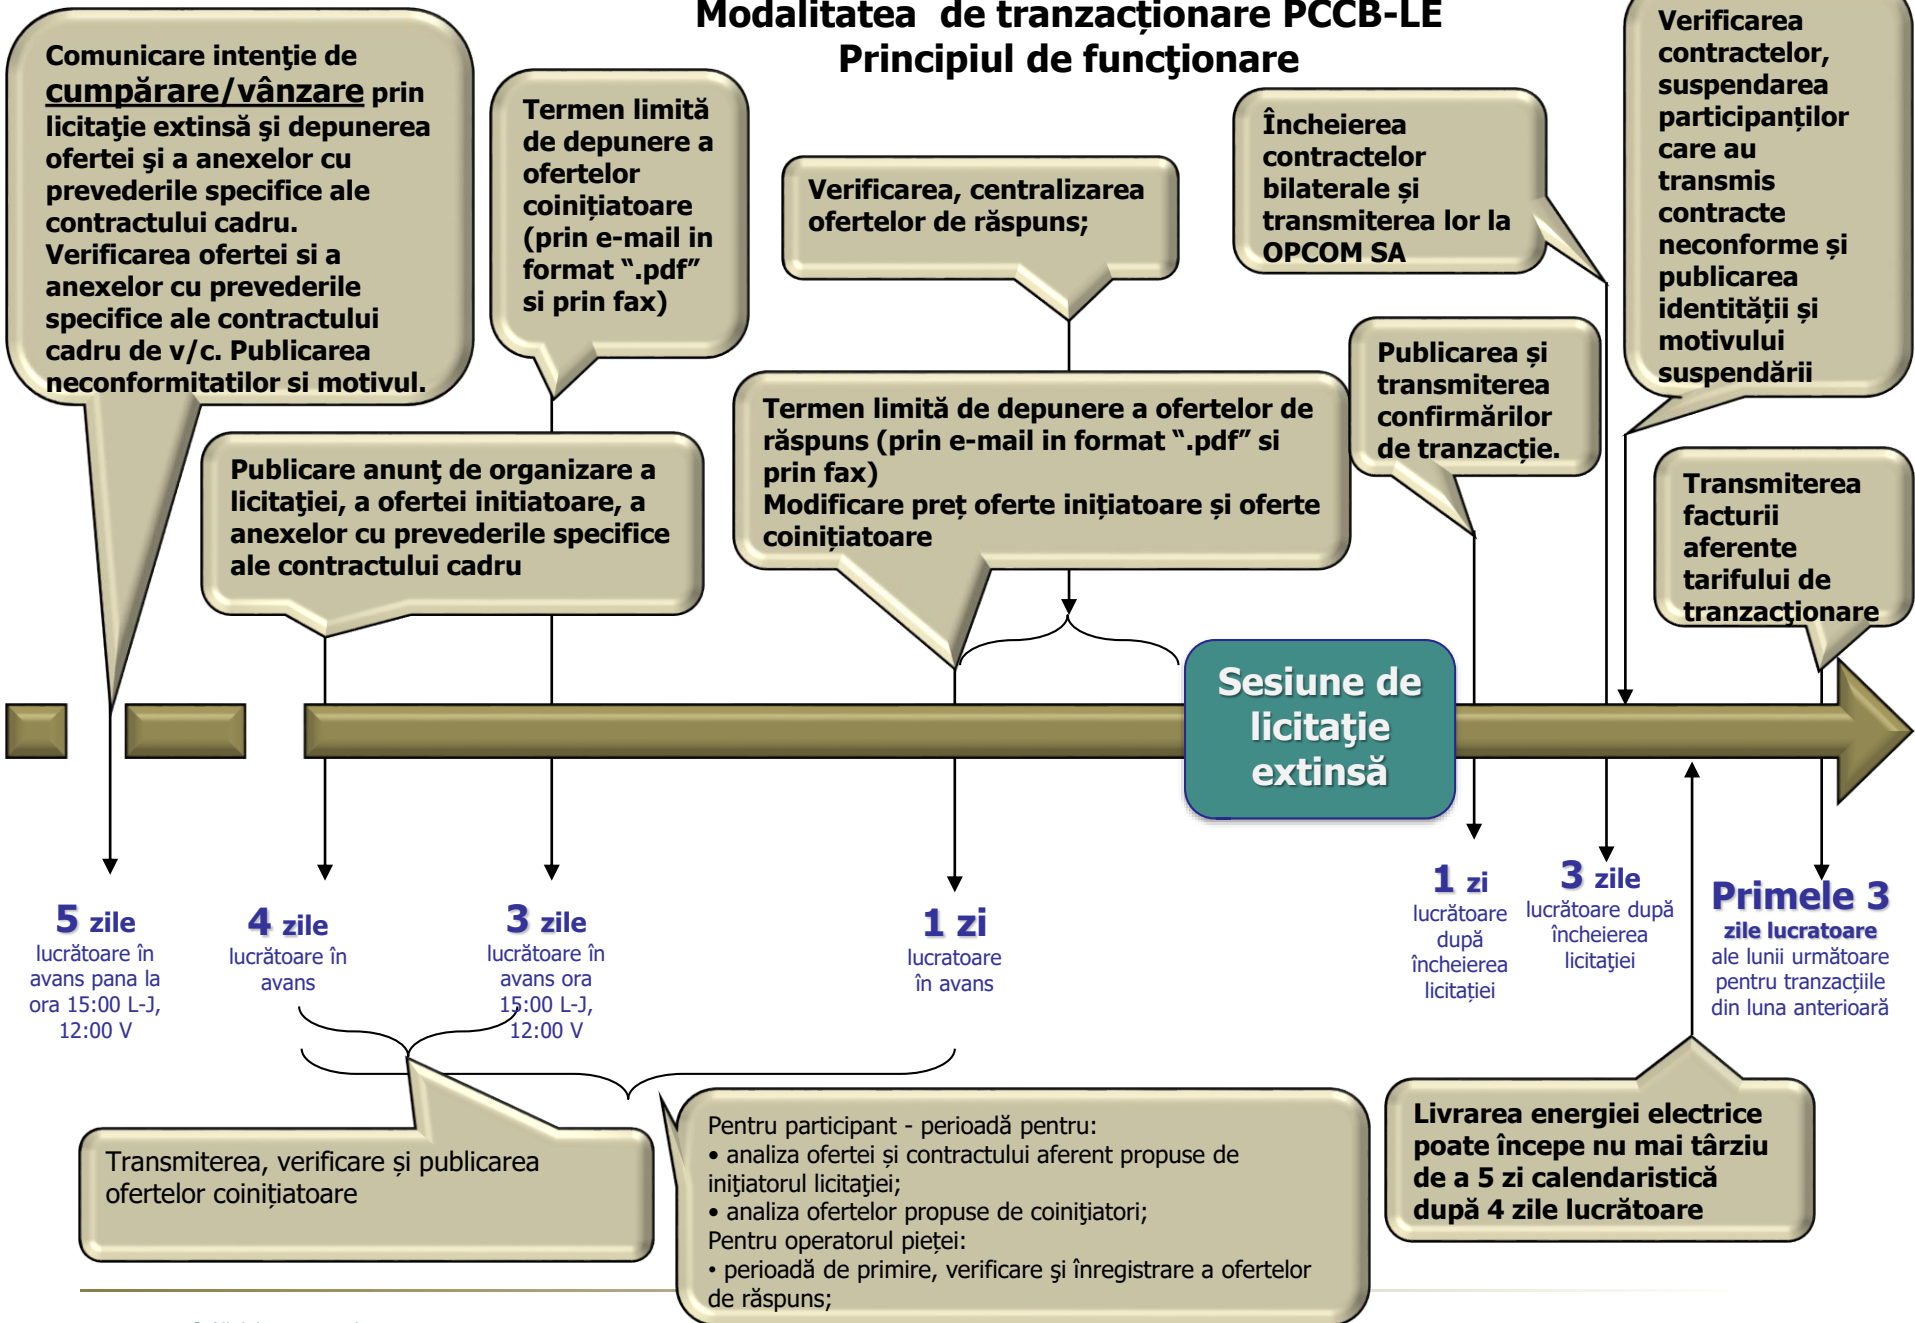 Modalitatea de tranzacționare PCCB-LE
Principiul de funcţionare
Comunicare intenţie de
cumpărare/vânzare prin
licitaţie extinsă şi depunerea
ofertei şi a anexelor cu
prevederile specifice ale
contractului cadru.
Verificarea ofertei si a
anexelor cu prevederile
specifice ale contractului
cadru de v/c. Publicarea
neconformitatilor si motivul.
Termen limită
de depunere a
ofertelor
coinițiatoare
(prin e-mail in
format “.pdf”
si prin fax)
Verificarea, centralizarea
ofertelor de răspuns;
Încheierea
contractelor
bilaterale și
transmiterea lor la
OPCOM SA
Verificarea
contractelor,
suspendarea
participanților
care au
transmis
contracte
neconforme și
publicarea
identității și
motivului
suspendării
Publicare anunţ de organizare a
licitaţiei, a ofertei initiatoare, a
anexelor cu prevederile specifice
ale contractului cadru
Termen limită de depunere a ofertelor de
răspuns (prin e-mail in format “.pdf” si
prin fax)
Modificare preț oferte inițiatoare și oferte
coinițiatoare
Publicarea și
transmiterea
confirmărilor
de tranzacție.
Transmiterea
facturii
aferente
tarifului de
tranzacţionare
Sesiune de
licitaţie
extinsă
5 zile
lucrătoare în
avans pana la
ora 15:00 L-J,
12:00 V
4 zile
lucrătoare în
avans
3 zile
lucrătoare în
avans ora
15:00 L-J,
12:00 V
1 zi
lucratoare
în avans
1 zi
lucrătoare
după
încheierea
licitației
3 zile
lucrătoare după
încheierea
licitaţiei
Primele 3
zile lucratoare
ale lunii următoare
pentru tranzacțiile
din luna anterioară
Transmiterea, verificare și publicarea
ofertelor coinițiatoare
Pentru participant - perioadă pentru:
• analiza ofertei și contractului aferent propuse de
iniţiatorul licitaţiei;
• analiza ofertelor propuse de coiniţiatori;
Pentru operatorul pieței:
• perioadă de primire, verificare şi înregistrare a ofertelor
de răspuns;
Livrarea energiei electrice
poate începe nu mai târziu
de a 5 zi calendaristică
după 4 zile lucrătoare